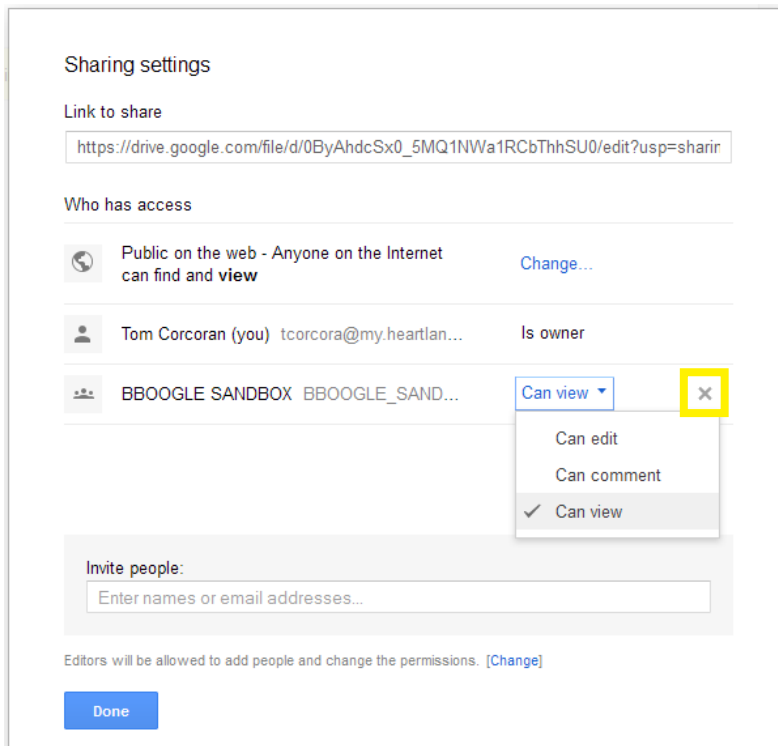 Sharing settings
Link to share
https://drive.google.com/file/d/0ByAhdcSx0_5MQ1NWa1RCbThhSU0/edit?usp=sharin
Who has access
Public on the web - Anyone on the Internet
can find and view
Change...
Tom Corcoran (you) tcorcora@my.heartlan... Is owner
BBOOGLE SANDBOX BBOOGLE_SAND... Can view
Can edit
Can comment
Can view
Invite people:
Enter names or email addresses...
Editors will be allowed to add people and change the permissions. [Change]
Done